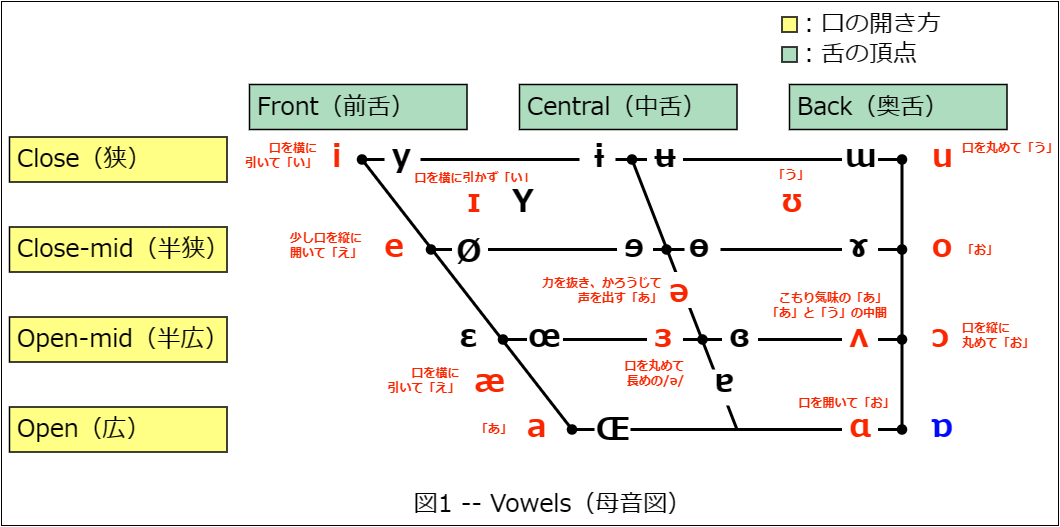 ：口の開き方
：舌の頂点
Front（前舌）
Central（中舌）
Back（奥舌）
Close（狭）
口を横に
引いて「い」
i
y
ɨ
ʉ
ɯ
u
口を丸めて「う」
口を横に引かず「い」
ɪ
Y
「う」
ʊ
Close-mid（半狭）
少し口を縦に
開いて「え」
e
Ø
ɘ
ɵ
ɤ
o
「お」
力を抜き、かろうじて
声を出す「あ」
ə
こもり気味の「あ」
「あ」と「う」の中間
Open-mid（半広）
ɛ
œ
ɜ
ɞ
ʌ
ɔ
口を縦に
丸めて「お」
口を横に
引いて「え」
æ
口を丸めて
長めの/ə/
ɐ
口を開いて「お」
Open（広）
「あ」
a
Œ
ɑ
ɒ
図1 -- Vowels（母音図）